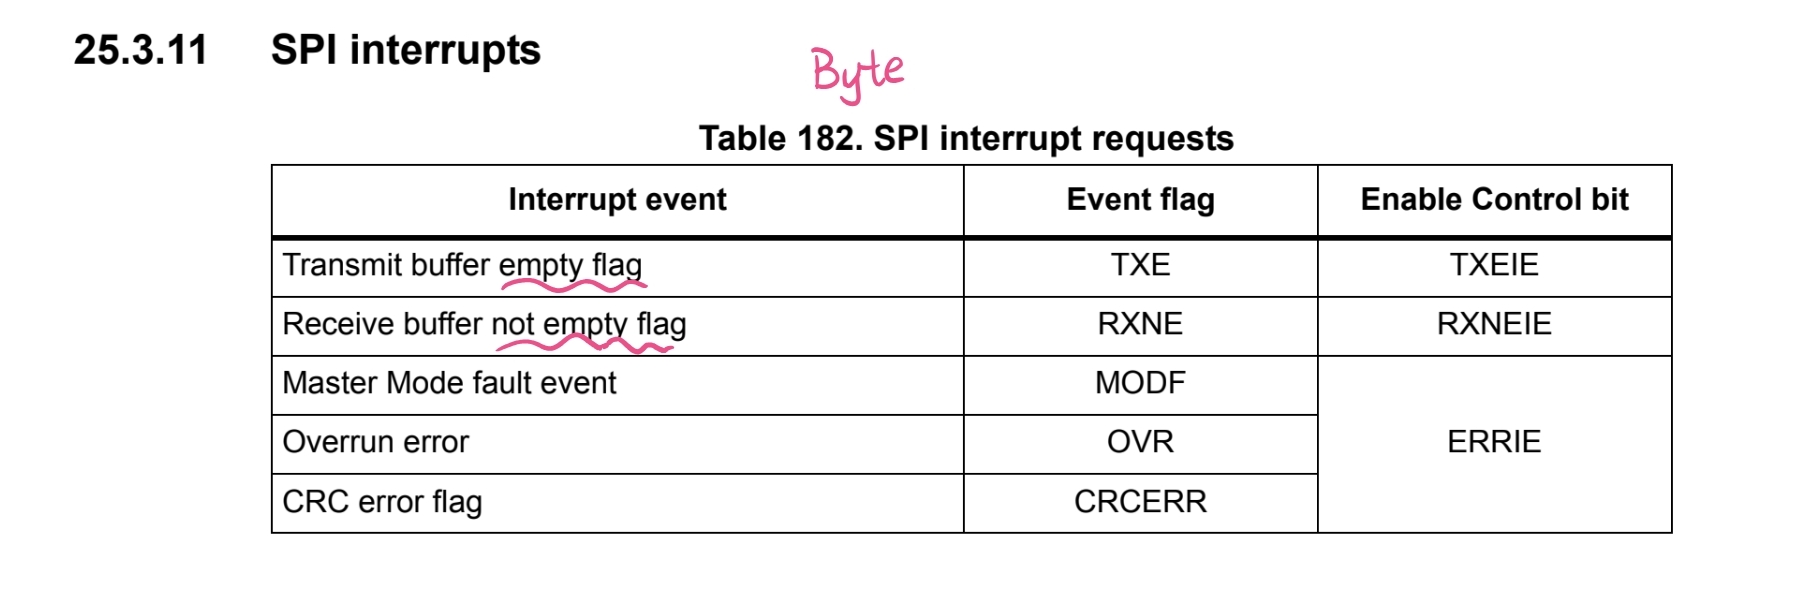 25.3.11 SPI interrupts
Byte
Table 182. SPI interrupt requests
Interrupt event Event flag Enable Control bit
Transmit buffer empty flag TXE TXEIE
Receive buffer not empty flag RXNE RXNEIE
Master Mode fault event MODF
Overrun error OVR ERRIE
CRC error flag CRCERR